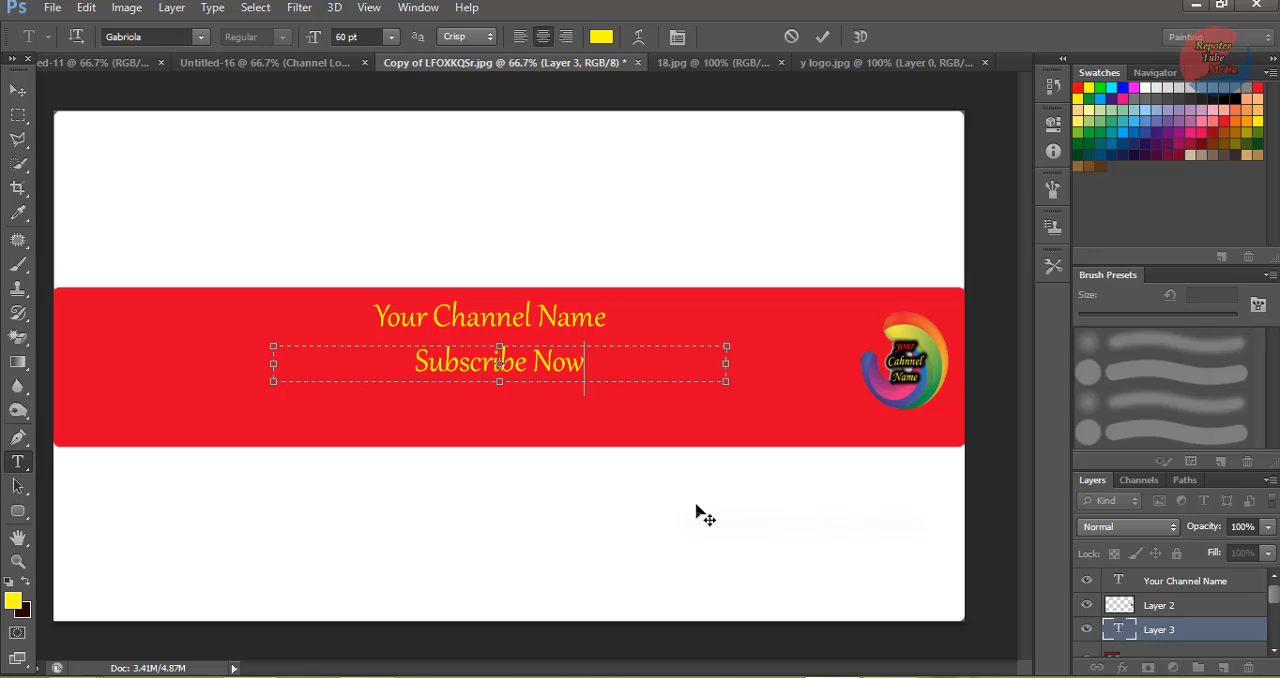 Ps File Edit Image Layer Type Select Filter 3D View Window Help
Gabriola Regular 60 pt Crisp 3D Painting
ed-11 @ 66.7% (RGB/... Untitled-16 @ 66.7% (Channel Lo... Copy of LFOXKQSr.jpg @ 66.7% (Layer 3, RGB/8) * 18.jpg @ 100% (RGB/... y logo.jpg @ 100% (Layer 0, RGB/...
Repoter
Tube
Media
Swatches Navigator
Brush Presets
Size:
Your Channel Name
Subscribe Now
your
Cahnnel
Name
Layers Channels Paths
Kind
Normal Opacity: 100%
Lock: Fill: 100%
T Your Channel Name
Layer 2
T Layer 3
Doc: 3.41M/4.87M